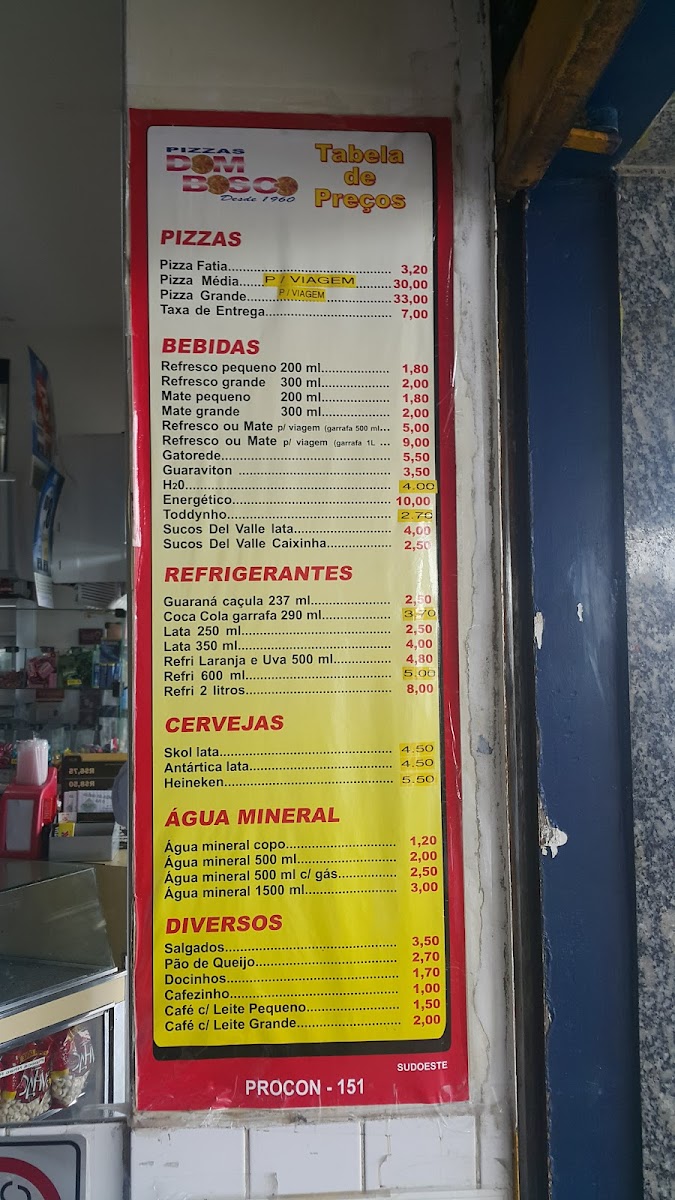 PIZZAS
DOM
BOSCO
Desde 1960
Tabela
de
Preços
PIZZAS
Pizza Fatia........ 3,20
Pizza Média........ P / VIAGEM ........30,00
Pizza Grande........ P / VIAGEM ........33,00
Taxa de Entrega........ 7,00
BEBIDAS
Refresco pequeno 200 ml........ 1,80
Refresco grande 300 ml........ 2,00
Mate pequeno 200 ml........ 1,80
Mate grande 300 ml........ 2,00
Refresco ou Mate p/ viagem (garrafa 500 ml... 5,00
Refresco ou Mate p/ viagem (garrafa 1L ... 9,00
Gatorede........ 5,50
Guaraviton ........ 3,50
H20........ 4.00
Energético........ 10,00
Toddynho........ 2.70
Sucos Del Valle lata........ 4,00
Sucos Del Valle Caixinha........ 2,50
REFRIGERANTES
Guaraná caçula 237 ml........ 2,50
Coca Cola garrafa 290 ml........ 3.70
Lata 250 ml........ 2,50
Lata 350 ml........ 4,00
Refri Laranja e Uva 500 ml........ 4,80
Refri 600 ml........ 5.00
Refri 2 litros........ 8,00
CERVEJAS
Skol lata........ 4.50
Antártica lata........ 4.50
Heineken........ 5.50
ÁGUA MINERAL
Água mineral copo........ 1,20
Água mineral 500 ml........ 2,00
Água mineral 500 ml c/ gás........ 2,50
Água mineral 1500 ml........ 3,00
DIVERSOS
Salgados........ 3,50
Pão de Queijo........ 2,70
Docinhos........ 1,70
Cafezinho........ 1,00
Café c/ Leite Pequeno........ 1,50
Café c/ Leite Grande........ 2,00
SUDOESTE
PROCON - 151